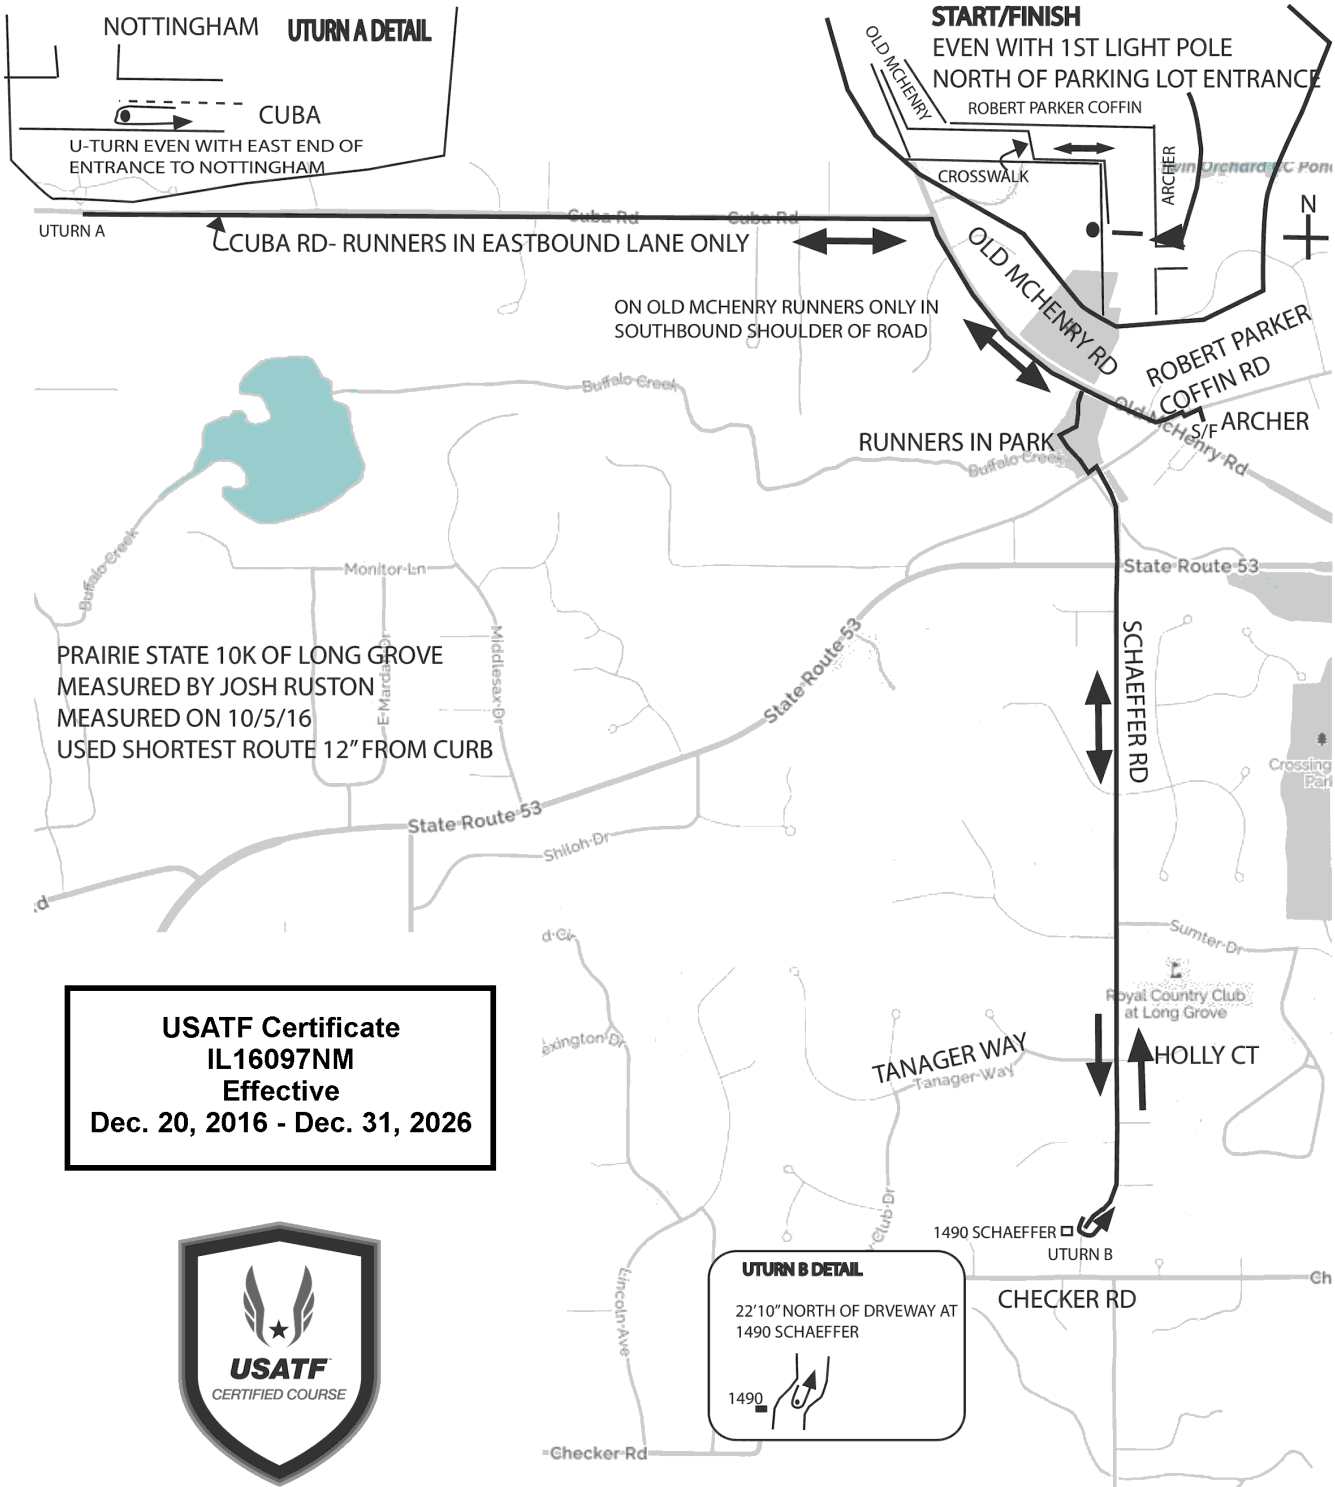 NOTTINGHAM
UTURN A DETAIL
CUBA
U-TURN EVEN WITH EAST END OF
ENTRANCE TO NOTTINGHAM
START/FINISH
EVEN WITH 1ST LIGHT POLE
NORTH OF PARKING LOT ENTRANCE
OLD MCHENRY
ROBERT PARKER COFFIN
CROSSWALK
ARCHER
Orchard CC Pond
N
UTURN A
Cuba Rd
Cuba Rd
CUBA RD- RUNNERS IN EASTBOUND LANE ONLY
OLD MCHENRY RD
ON OLD MCHENRY RUNNERS ONLY IN
SOUTHBOUND SHOULDER OF ROAD
ROBERT PARKER
COFFIN RD
Buffalo Creek
Old McHenry Rd
S/F
ARCHER
RUNNERS IN PARK
Buffalo Creek
Buffalo Creek
Monitor Ln
State Route 53
State Route 53
SCHAEFFER RD
PRAIRIE STATE 10K OF LONG GROVE
MEASURED BY JOSH RUSTON
MEASURED ON 10/5/16
USED SHORTEST ROUTE 12" FROM CURB
E Mardan Dr
Middlesax Dr
Crossing
Park
State Route 53
Shiloh Dr
Sumter Dr
Royal Country Club
at Long Grove
USATF Certificate
IL16097NM
Effective
Dec. 20, 2016 - Dec. 31, 2026
exington Dr
TANAGER WAY
Tanager Way
HOLLY CT
Club Dr
1490 SCHAEFFER
UTURN B
CHECKER RD
Ch
Lincoln Ave
UTURN B DETAIL
22'10" NORTH OF DRVEWAY AT
1490 SCHAEFFER
1490
Checker Rd
USATF
CERTIFIED COURSE